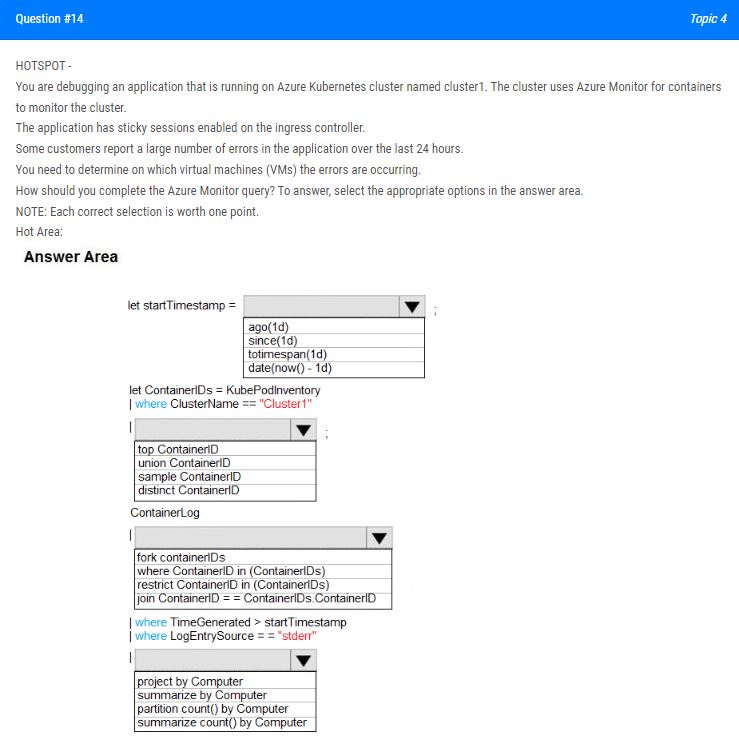 Question #14
Topic 4
HOTSPOT -
You are debugging an application that is running on Azure Kubernetes cluster named cluster1. The cluster uses Azure Monitor for containers
to monitor the cluster.
The application has sticky sessions enabled on the ingress controller.
Some customers report a large number of errors in the application over the last 24 hours.
You need to determine on which virtual machines (VMs) the errors are occurring.
How should you complete the Azure Monitor query? To answer, select the appropriate options in the answer area.
NOTE: Each correct selection is worth one point.
Hot Area:
Answer Area
let startTimestamp = ;
ago(1d)
since(1d)
totimespan(1d)
date(now() - 1d)
let ContainerIDs = KubePodInventory
| where ClusterName == "Cluster1"
| ;
top ContainerID
union ContainerID
sample ContainerID
distinct ContainerID
ContainerLog
|
fork containerIDs
where ContainerID in (ContainerIDs)
restrict ContainerID in (ContainerIDs)
join ContainerID = = ContainerIDs.ContainerID
| where TimeGenerated > startTimestamp
| where LogEntrySource = = "stderr"
|
project by Computer
summarize by Computer
partition count() by Computer
summarize count() by Computer